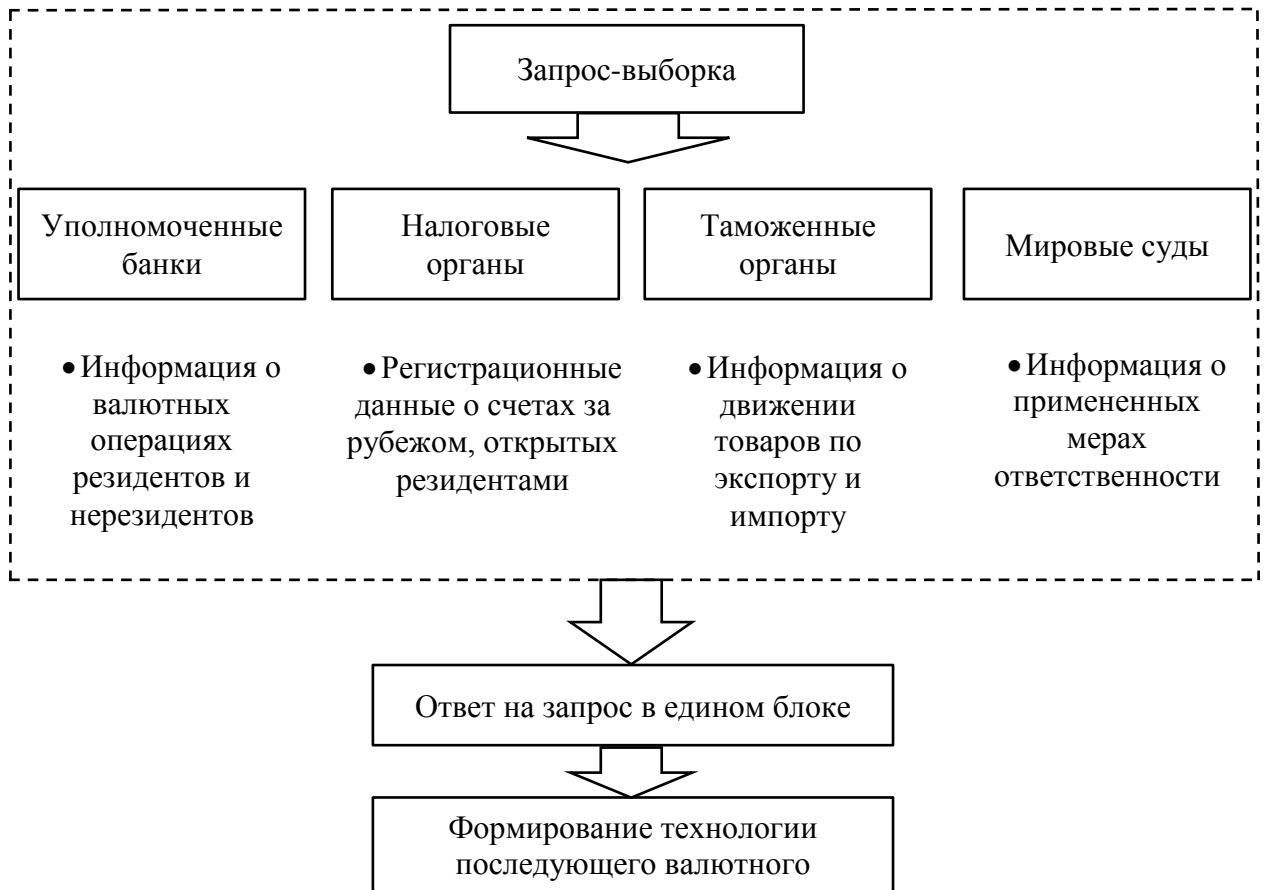 Запрос-выборка
Уполномоченные
банки
Налоговые
органы
Таможенные
органы
Мировые суды
• Информация о
валютных
операциях
резидентов и
нерезидентов
• Регистрационные
данные о счетах за
рубежом, открытых
резидентами
• Информация о
движении
товаров по
экспорту и
импорту
• Информация о
примененных
мерах
ответственности
Ответ на запрос в едином блоке
Формирование технологии
последующего валютного